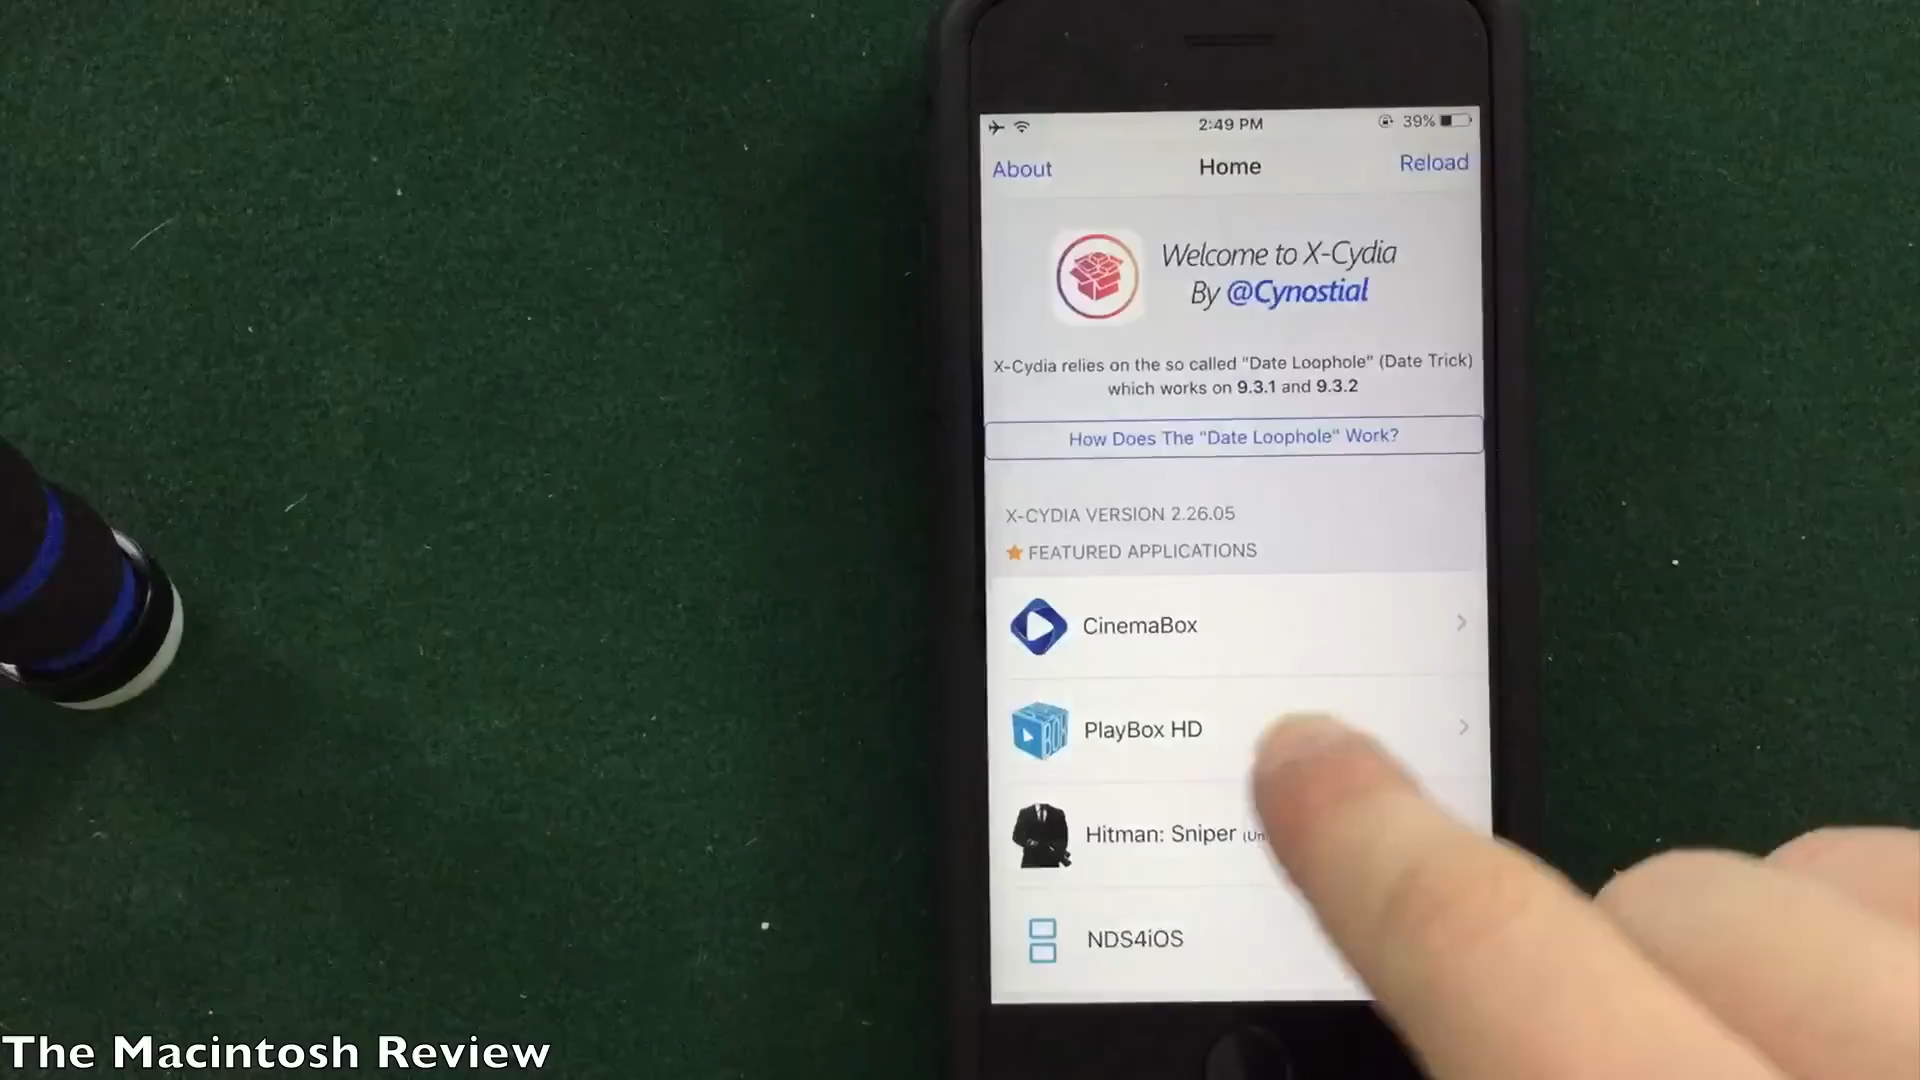 2:49 PM
39%
About
Home
Reload
Welcome to X-Cydia
By @Cynostial
X-Cydia relies on the so called "Date Loophole" (Date Trick)
which works on 9.3.1 and 9.3.2
How Does The "Date Loophole" Work?
X-CYDIA VERSION 2.26.05
FEATURED APPLICATIONS
CinemaBox
BOX
PlayBox HD
Hitman: Sniper
NDS4iOS
The Macintosh Review